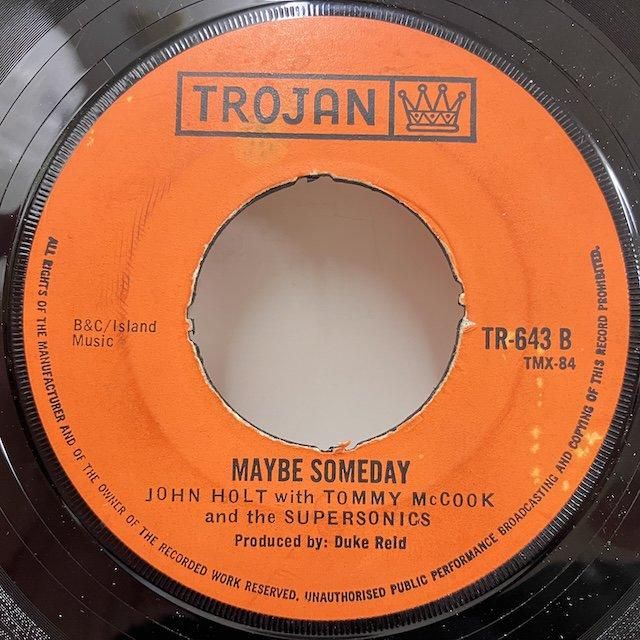 TROJAN
B&C/Island
Music
TR-643 B
TMX-84
MAYBE SOMEDAY
JOHN HOLT with TOMMY McCOOK
and the SUPERSONICS
Produced by: Duke Reid
ALL RIGHTS OF THE MANUFACTURER AND OF THE OWNER OF THE RECORDED WORK RESERVED. UNAUTHORISED PUBLIC PERFORMANCE BROADCASTING AND COPYING OF THIS RECORD PROHIBITED.